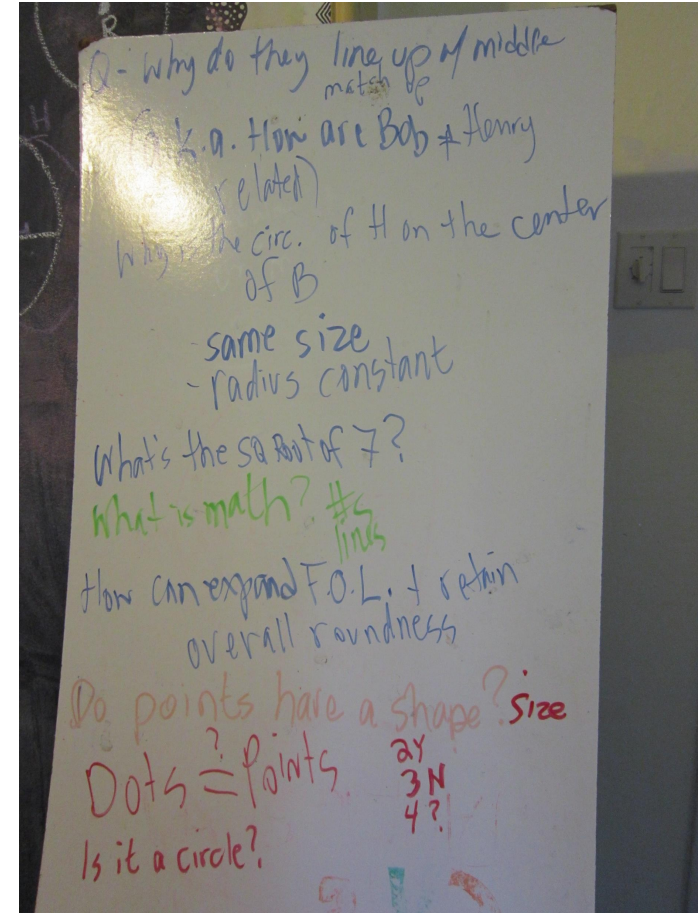 Q - Why do they line up w/ middle
match up
(a.k.a. How are Bob + Henry
related)
Why is the circ. of H on the center
of B
- same size
- radius constant
What's the sq Root of 7?
What is math? #s
lines
How can expand F.O.L. + retain
overall roundness
Do points have a shape? Size
Dots ?= Points
2Y
3N
4?
Is it a circle?
R
H